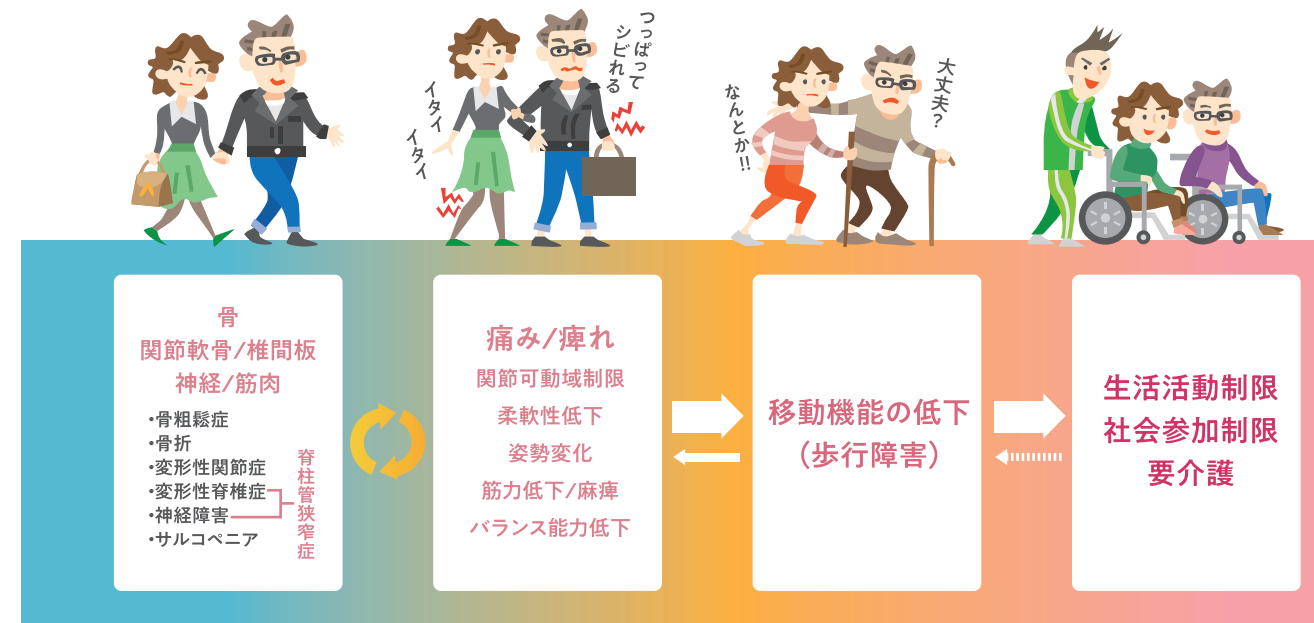 イタイ
イタイ
つっぱって
シビれる
なんとか!!
大丈夫?
骨
関節軟骨/椎間板
神経/筋肉
・骨粗鬆症
・骨折
・変形性関節症
・変形性脊椎症
・神経障害
・サルコペニア
脊柱管狭窄症
痛み/痺れ
関節可動域制限
柔軟性低下
姿勢変化
筋力低下/麻痺
バランス能力低下
移動機能の低下
(歩行障害)
生活活動制限
社会参加制限
要介護